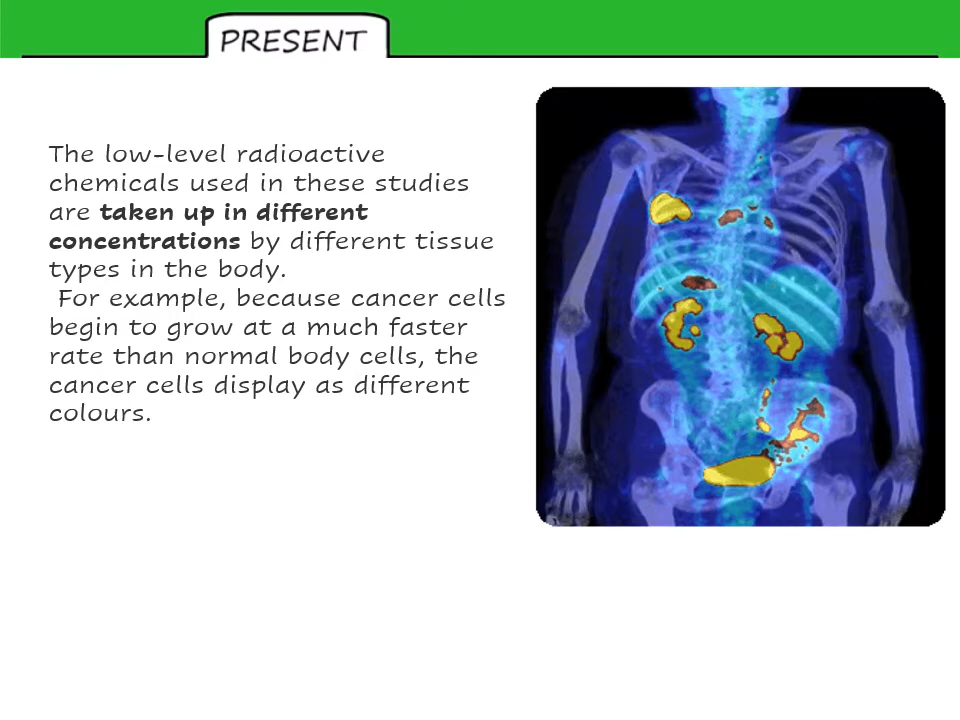 PRESENT
The low-level radioactive
chemicals used in these studies
are taken up in different
concentrations by different tissue
types in the body.
For example, because cancer cells
begin to grow at a much faster
rate than normal body cells, the
cancer cells display as different
colours.